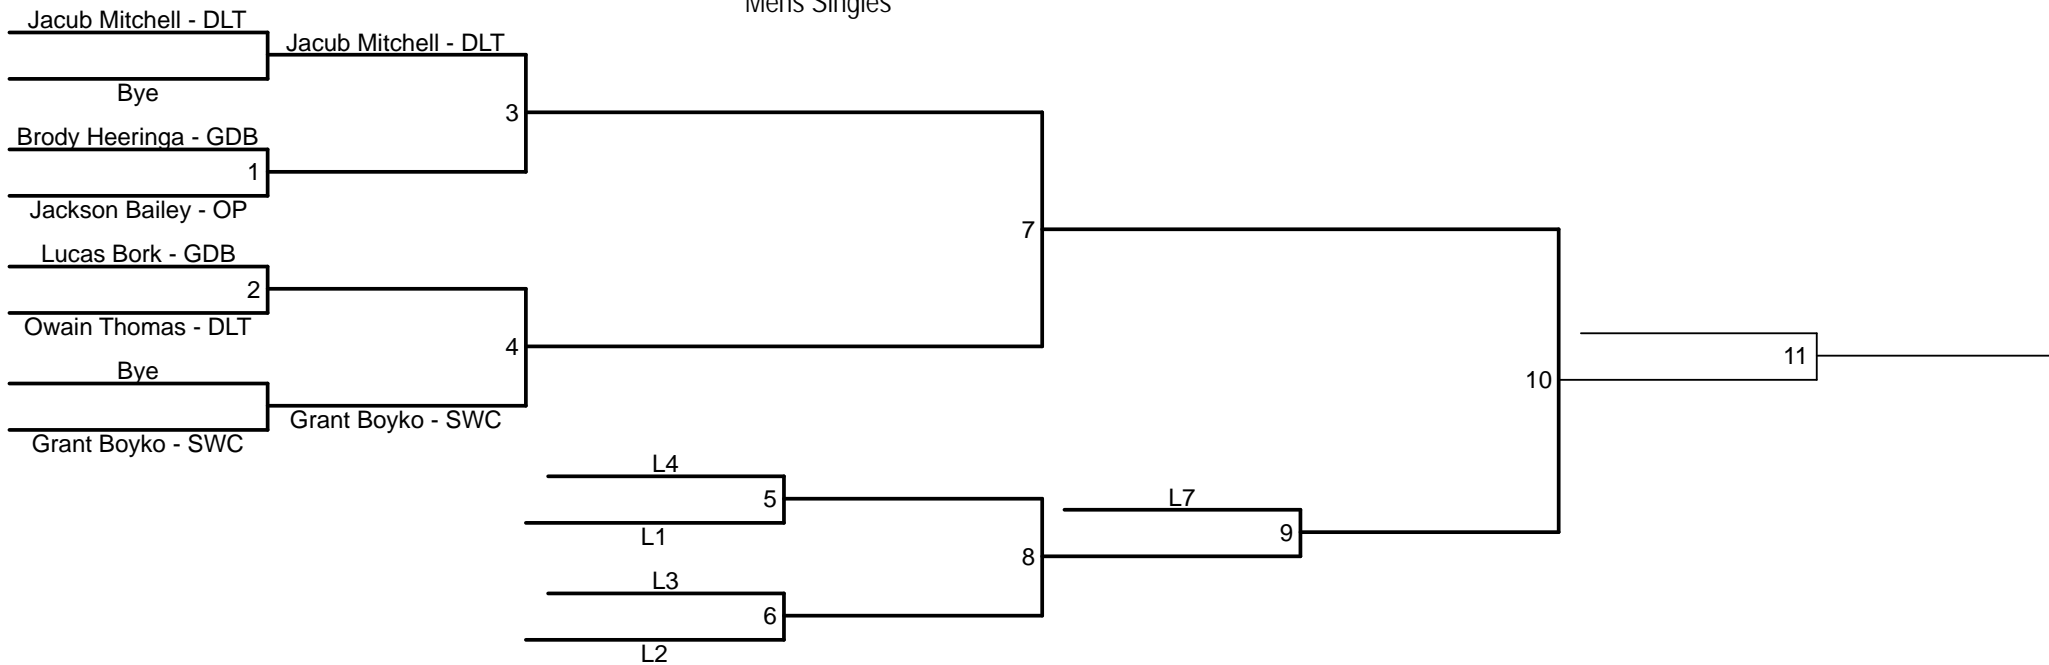 Mens Singles
Jacub Mitchell - DLT
Jacub Mitchell - DLT
Bye
3
Brody Heeringa - GDB
1
Jackson Bailey - OP
7
Lucas Bork - GDB
2
Owain Thomas - DLT
4
11
Bye
10
Grant Boyko - SWC
Grant Boyko - SWC
L4
5
L7
L1
9
8
L3
6
L2